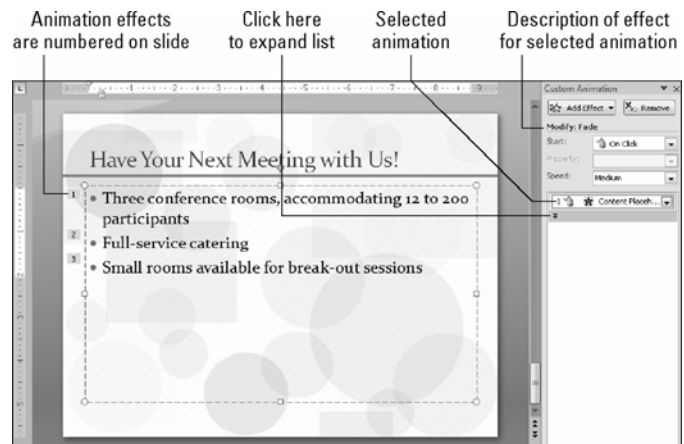 Animation effects
are numbered on slide
Click here
to expand list
Selected
animation
Description of effect
for selected animation
Custom Animation
Add Effect
Remove
Modify: Fade
Start:
On Click
Property:
Speed:
Medium
1 Content Placeh...
Have Your Next Meeting with Us!
1
• Three conference rooms, accommodating 12 to 200
participants
2
• Full-service catering
3
• Small rooms available for break-out sessions